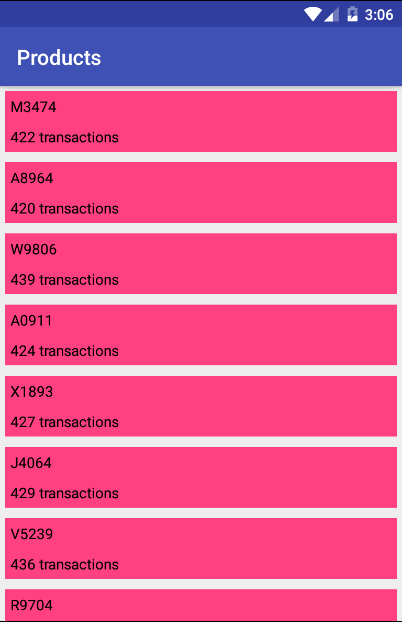 3:06
Products
M3474
422 transactions
A8964
420 transactions
W9806
439 transactions
A0911
424 transactions
X1893
427 transactions
J4064
429 transactions
V5239
436 transactions
R9704